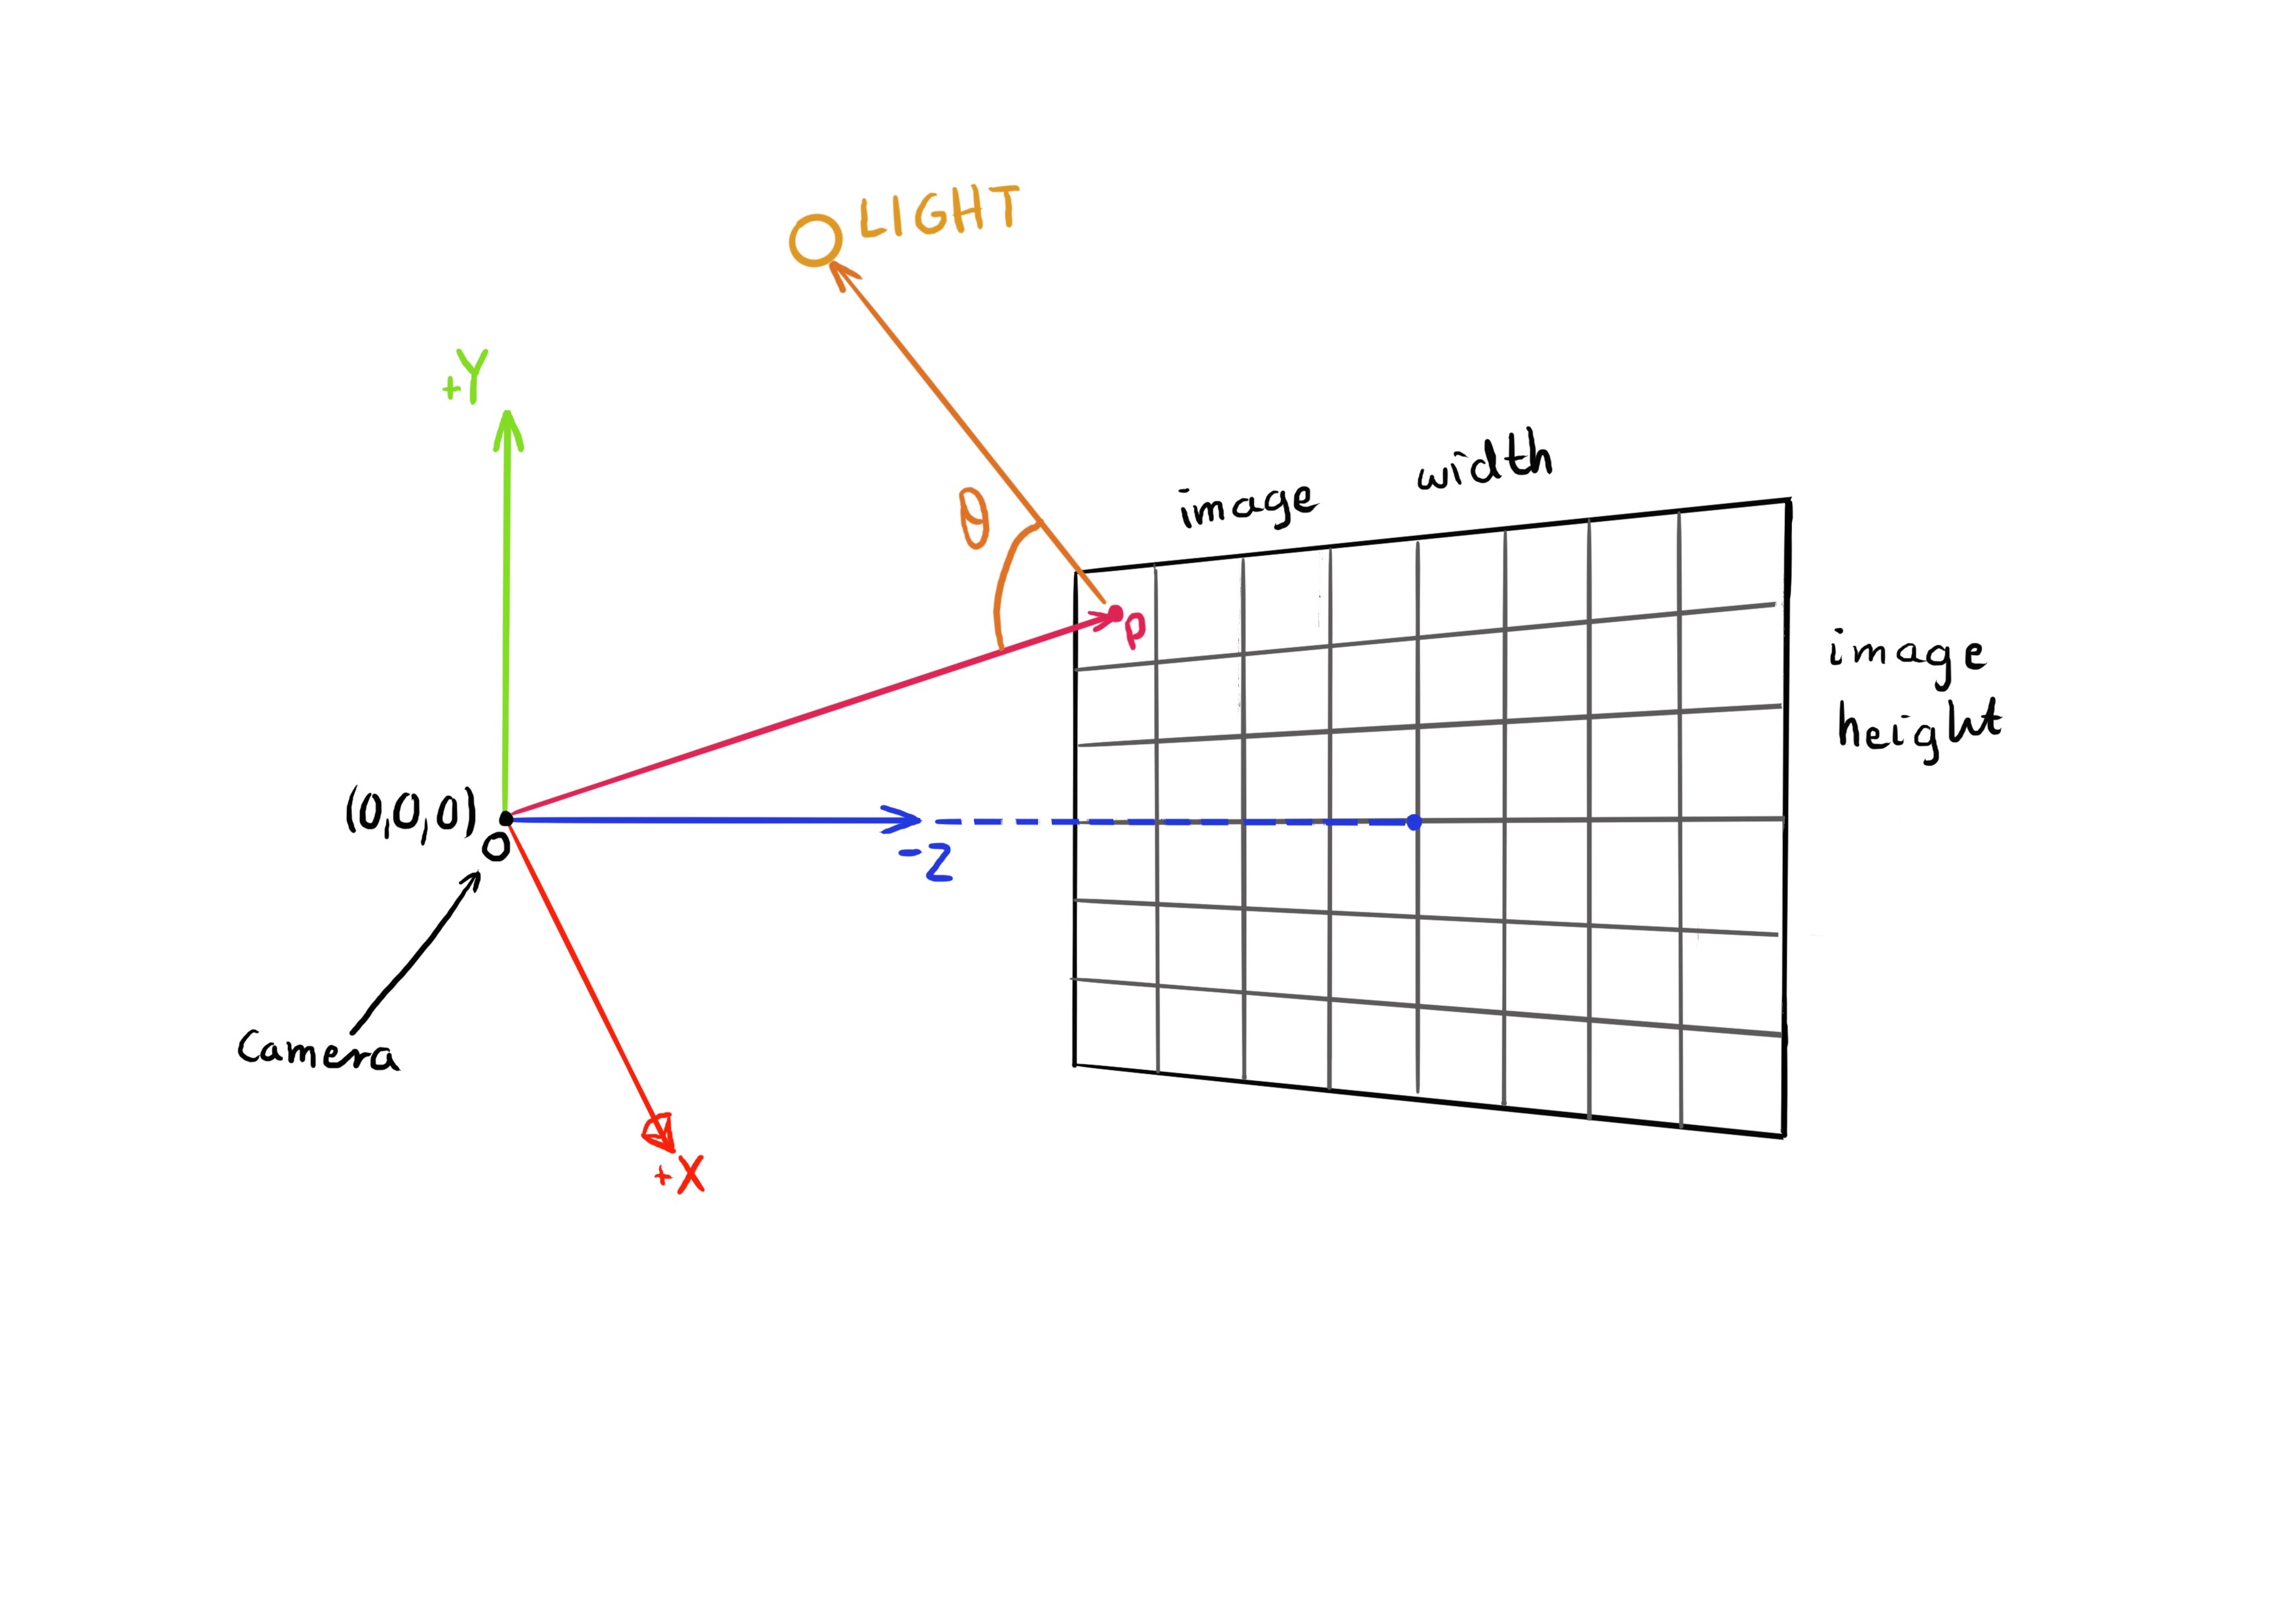 LIGHT
+Y
θ
image width
P
image
height
(0,0,0)
O
-Z
Camera
+X